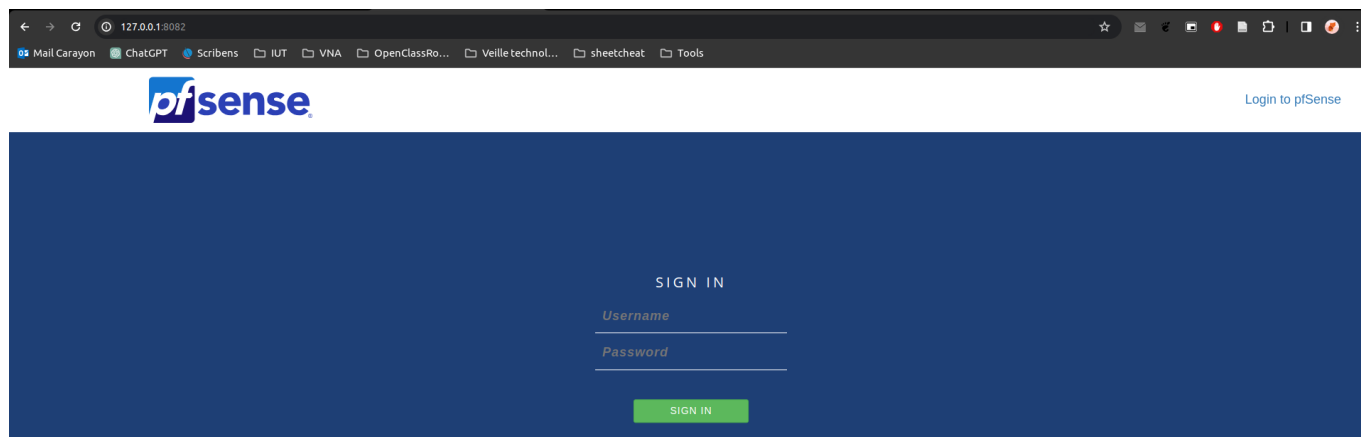 127.0.0.1:8082
Mail Carayon ChatGPT Scribens IUT VNA OpenClassRo... Veille technol... sheetcheat Tools
pfsense
Login to pfSense
SIGN IN
Username
Password
SIGN IN